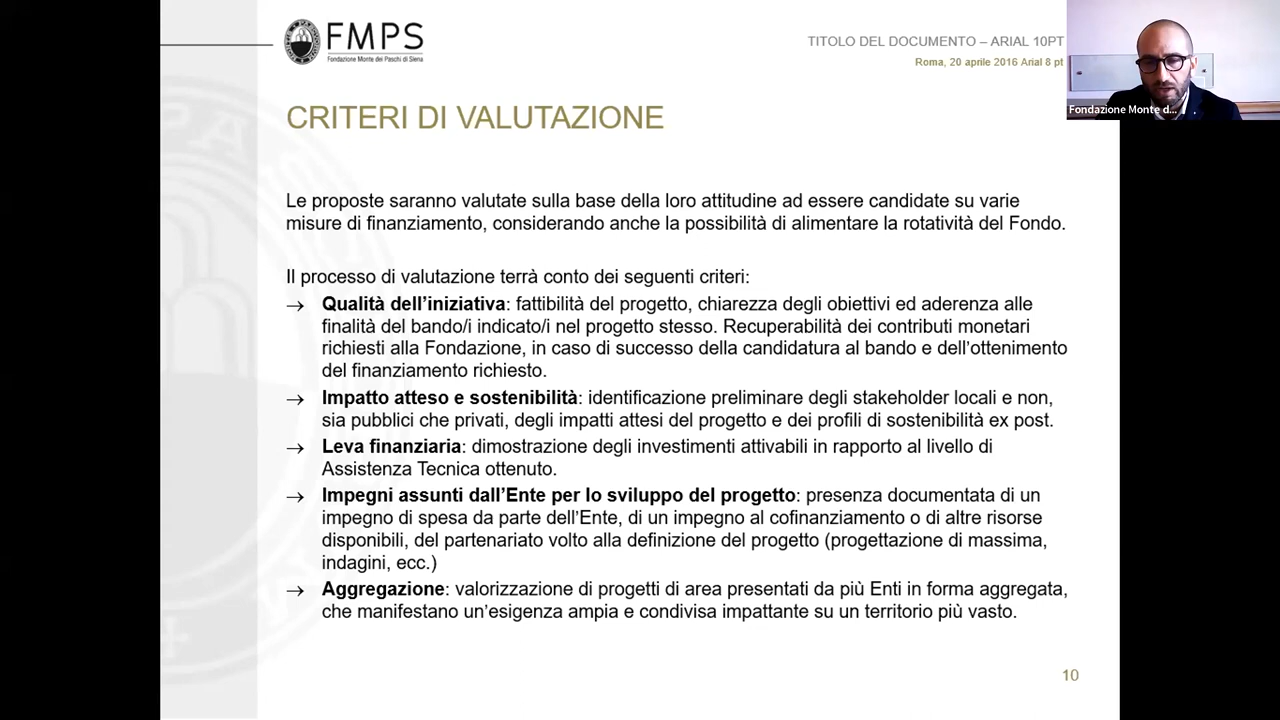 FMPS
Fondazione Monte dei Paschi di Siena
TITOLO DEL DOCUMENTO – ARIAL 10PT
Roma, 20 aprile 2016 Arial 8 pt
Fondazione Monte d...
CRITERI DI VALUTAZIONE
Le proposte saranno valutate sulla base della loro attitudine ad essere candidate su varie
misure di finanziamento, considerando anche la possibilità di alimentare la rotatività del Fondo.
Il processo di valutazione terrà conto dei seguenti criteri:
→ Qualità dell’iniziativa: fattibilità del progetto, chiarezza degli obiettivi ed aderenza alle
finalità del bando/i indicato/i nel progetto stesso. Recuperabilità dei contributi monetari
richiesti alla Fondazione, in caso di successo della candidatura al bando e dell’ottenimento
del finanziamento richiesto.
→ Impatto atteso e sostenibilità: identificazione preliminare degli stakeholder locali e non,
sia pubblici che privati, degli impatti attesi del progetto e dei profili di sostenibilità ex post.
→ Leva finanziaria: dimostrazione degli investimenti attivabili in rapporto al livello di
Assistenza Tecnica ottenuto.
→ Impegni assunti dall’Ente per lo sviluppo del progetto: presenza documentata di un
impegno di spesa da parte dell’Ente, di un impegno al cofinanziamento o di altre risorse
disponibili, del partenariato volto alla definizione del progetto (progettazione di massima,
indagini, ecc.)
→ Aggregazione: valorizzazione di progetti di area presentati da più Enti in forma aggregata,
che manifestano un’esigenza ampia e condivisa impattante su un territorio più vasto.
10